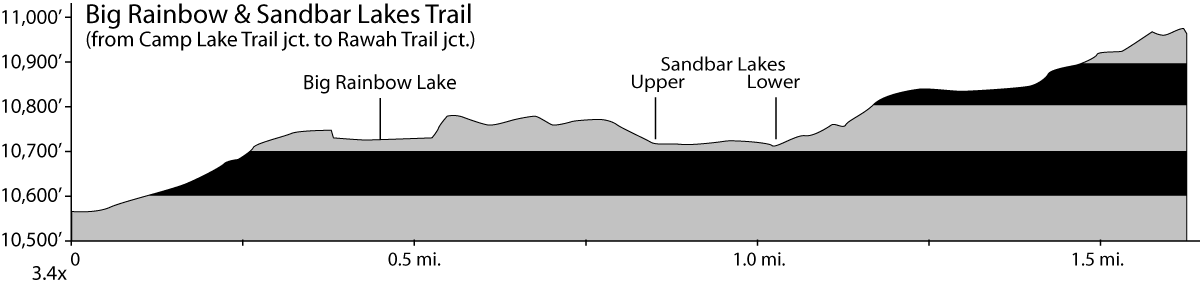 Big Rainbow & Sandbar Lakes Trail
(from Camp Lake Trail jct. to Rawah Trail jct.)
11,000’
10,900’
10,800’
10,700’
10,600’
10,500’
Big Rainbow Lake
Sandbar Lakes
Upper Lower
0 0.5 mi. 1.0 mi. 1.5 mi.
3.4x